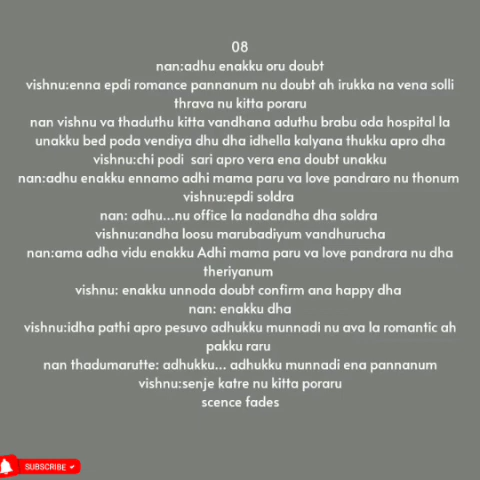 08
nan:adhu enakku oru doubt
vishnu:enna epdi romance pannanum nu doubt ah irukka na vena solli
thrava nu kitta poraru
nan vishnu va thaduthu kitta vandhana aduthu brabu oda hospital la
unakku bed poda vendiya dhu dha idhella kalyana thukku apro dha
vishnu:chi podi  sari apro vera ena doubt unakku
nan:adhu enakku ennamo adhi mama paru va love pandraro nu thonum
vishnu:epdi soldra
nan: adhu...nu office la nadandha dha soldra
vishnu:andha loosu marubadiyum vandhurucha
nan:ama adha vidu enakku Adhi mama paru va love pandrara nu dha
theriyanum
vishnu: enakku unnoda doubt confirm ana happy dha
nan: enakku dha
vishnu:idha pathi apro pesuvo adhukku munnadi nu ava la romantic ah
pakku raru
nan thadumarutte: adhukku... adhukku munnadi ena pannanum
vishnu:senje katre nu kitta poraru
scence fades
SUBSCRIBE